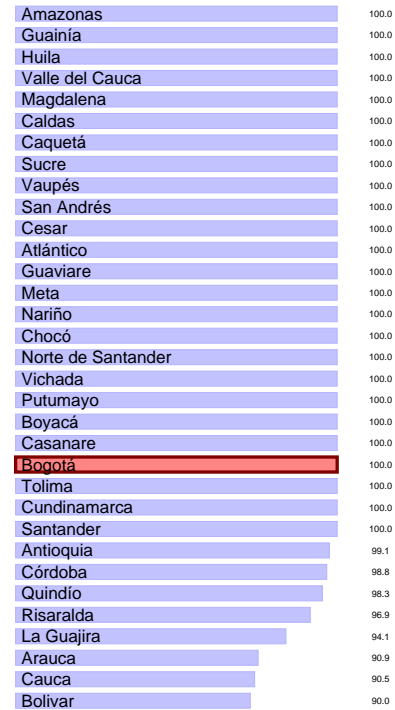 Amazonas 100.0
Guainía 100.0
Huila 100.0
Valle del Cauca 100.0
Magdalena 100.0
Caldas 100.0
Caquetá 100.0
Sucre 100.0
Vaupés 100.0
San Andrés 100.0
Cesar 100.0
Atlántico 100.0
Guaviare 100.0
Meta 100.0
Nariño 100.0
Chocó 100.0
Norte de Santander 100.0
Vichada 100.0
Putumayo 100.0
Boyacá 100.0
Casanare 100.0
Bogotá 100.0
Tolima 100.0
Cundinamarca 100.0
Santander 100.0
Antioquia 99.1
Córdoba 98.8
Quindío 98.3
Risaralda 96.9
La Guajira 94.1
Arauca 90.9
Cauca 90.5
Bolivar 90.0